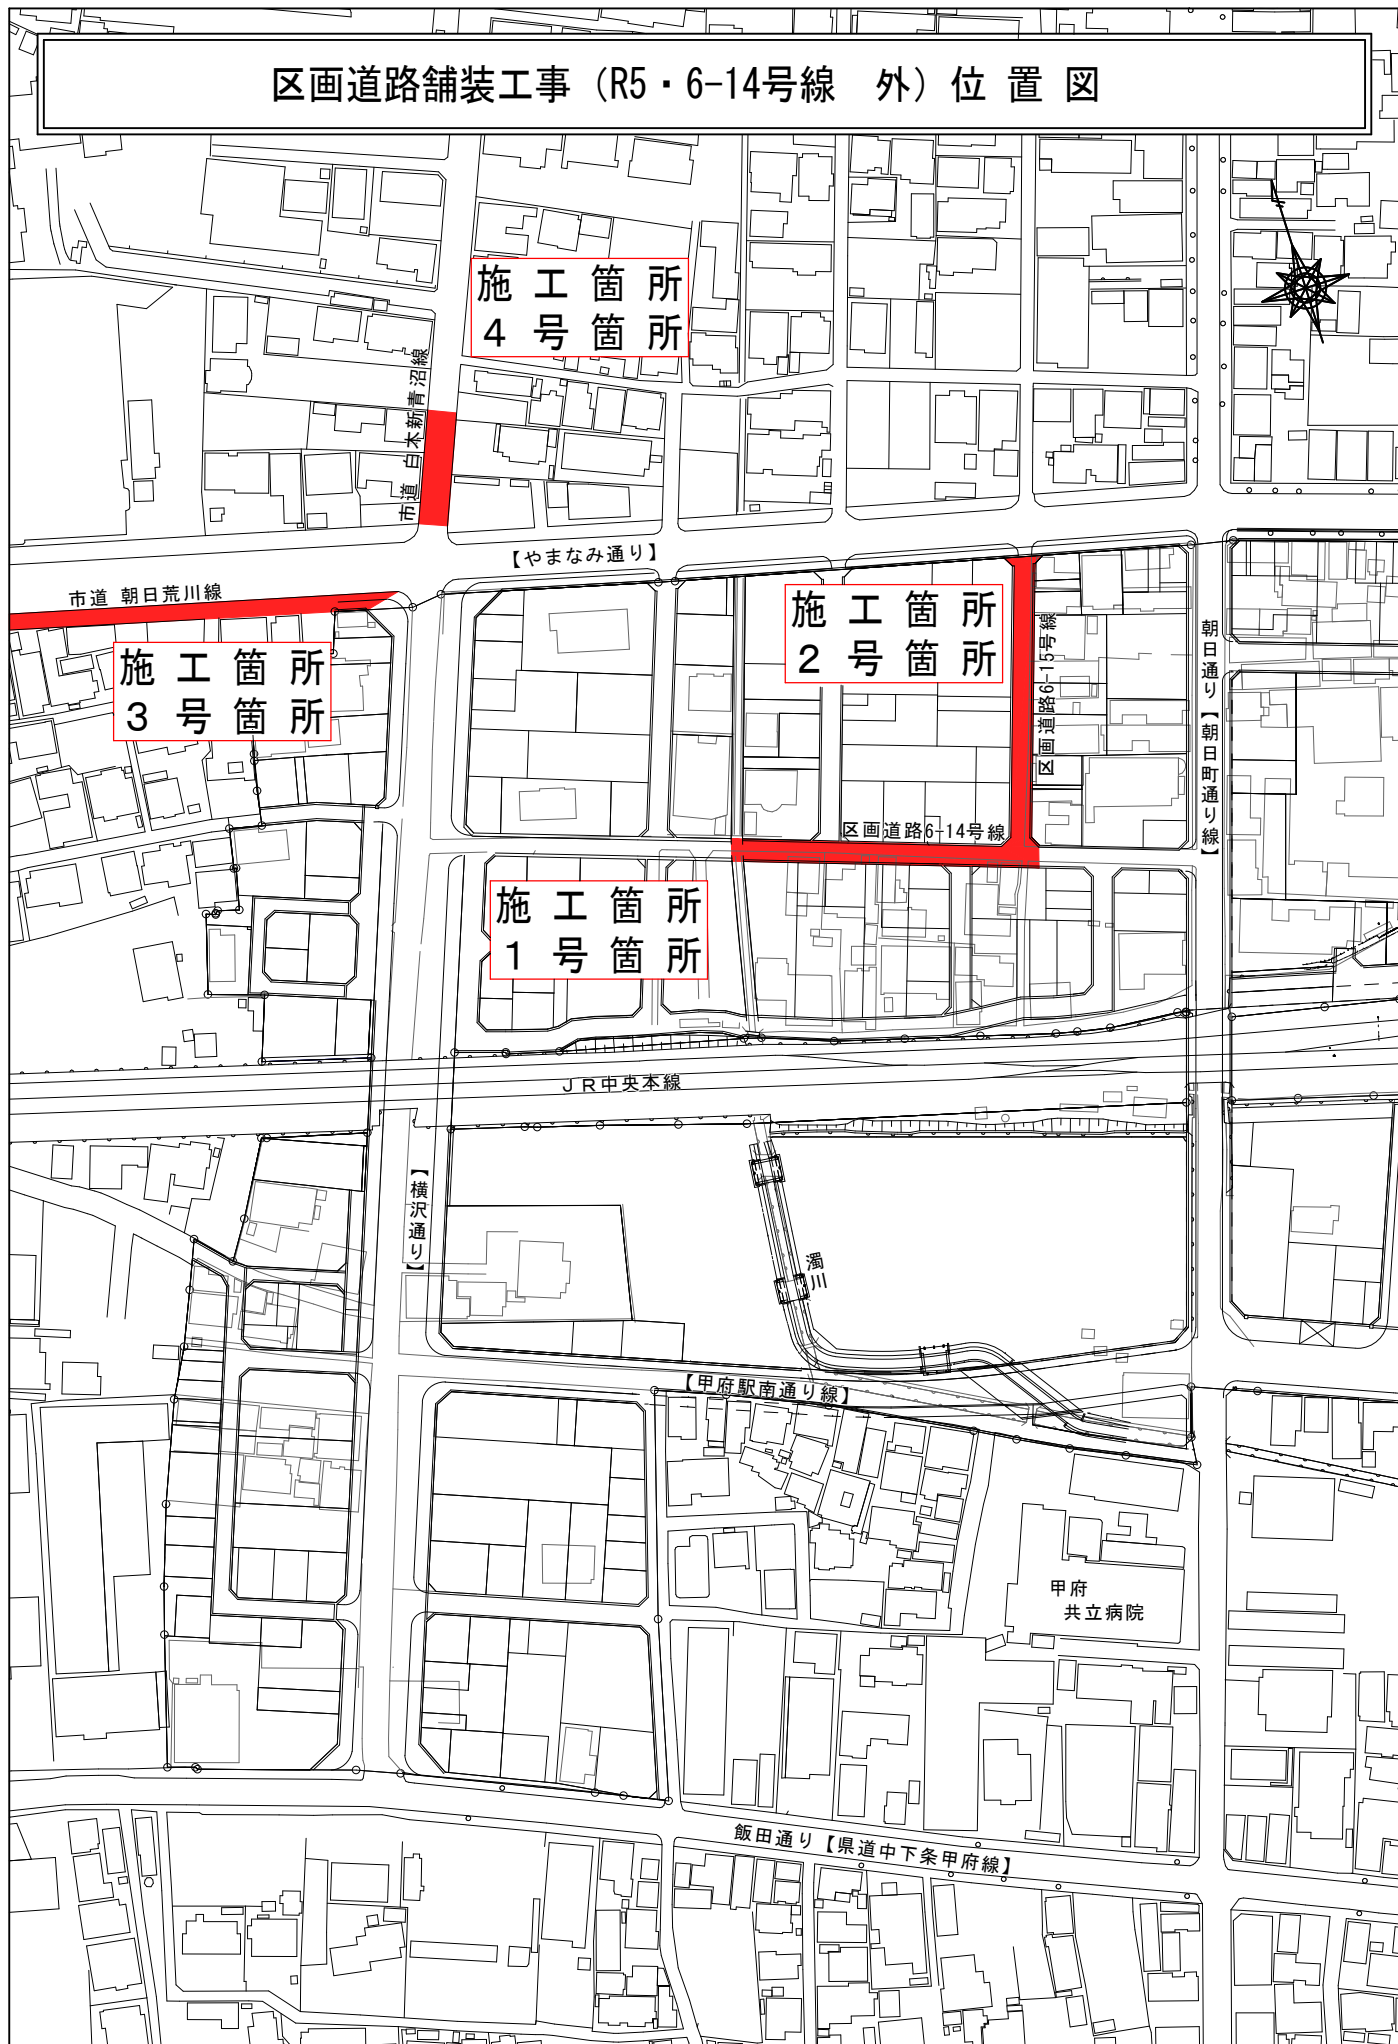 区画道路舗装工事（R5・6-14号線　外）位 置 図
施 工 箇 所
４ 号 箇 所
市道 白木新青沼線
【やまなみ通り】
市道 朝日荒川線
施 工 箇 所
３ 号 箇 所
施 工 箇 所
２ 号 箇 所
区画道路6-15号線
朝日通り【朝日町通り線】
区画道路6-14号線
施 工 箇 所
１ 号 箇 所
ＪＲ中央本線
【横沢通り】
濁川
【甲府駅南通り線】
甲府
共立病院
飯田通り【県道中下条甲府線】